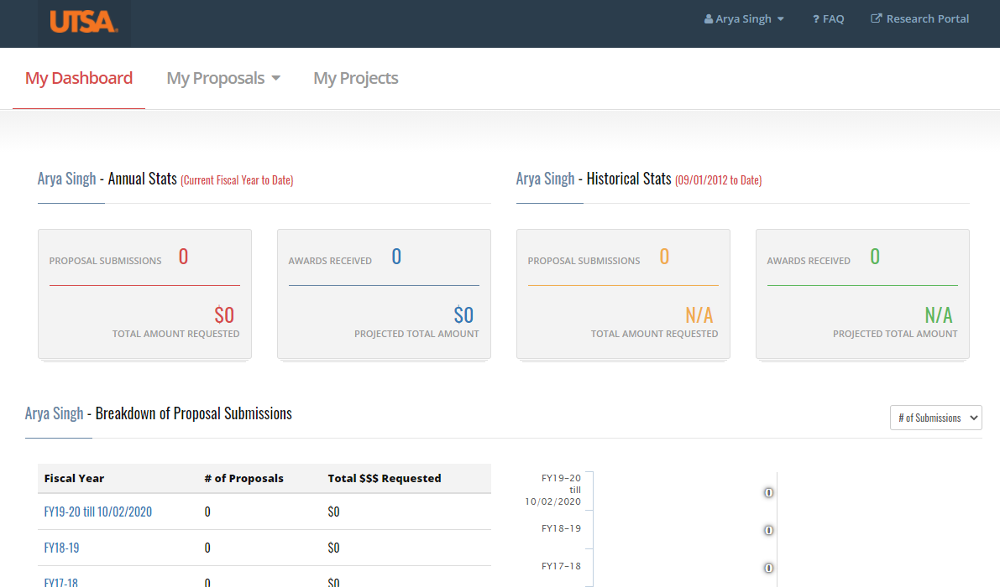 UTSA.
Arya Singh
? FAQ
Research Portal
My Dashboard
My Proposals
My Projects
Arya Singh - Annual Stats (Current Fiscal Year to Date)
Arya Singh - Historical Stats (09/01/2012 to Date)
PROPOSAL SUBMISSIONS 0
$0
TOTAL AMOUNT REQUESTED
AWARDS RECEIVED 0
$0
PROJECTED TOTAL AMOUNT
PROPOSAL SUBMISSIONS 0
N/A
TOTAL AMOUNT REQUESTED
AWARDS RECEIVED 0
N/A
PROJECTED TOTAL AMOUNT
Arya Singh - Breakdown of Proposal Submissions
# of Submissions
Fiscal Year # of Proposals Total $$$ Requested
FY19-20 till 10/02/2020 0 $0
FY18-19 0 $0
FY17-18 0 $0
FY19-20
till
10/02/2020
0
FY18-19 0
FY17-18 0